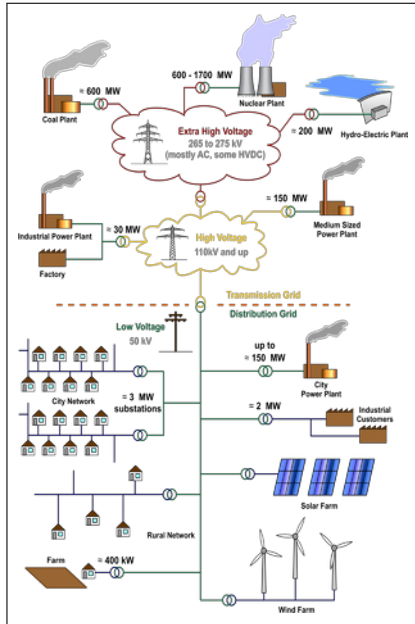 ≈ 600 MW
Coal Plant
600 - 1700 MW
Nuclear Plant
≈ 200 MW
Hydro-Electric Plant
Extra High Voltage
265 to 275 kV
(mostly AC, some HVDC)
Industrial Power Plant
≈ 30 MW
Factory
High Voltage
110kV and up
≈ 150 MW
Medium Sized
Power Plant
Transmission Grid
Distribution Grid
Low Voltage
50 kV
City Network
≈ 3 MW
substations
up to
≈ 150 MW
City
Power Plant
≈ 2 MW
Industrial
Customers
Solar Farm
Rural Network
Farm
≈ 400 kW
Wind Farm